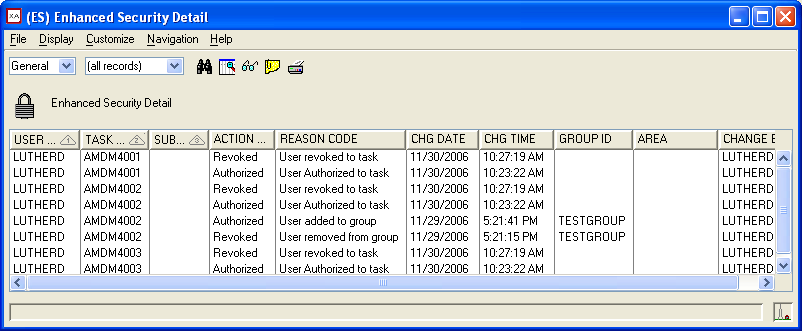 XA (ES) Enhanced Security Detail
File Display Customize Navigation Help
General (all records)
Enhanced Security Detail
USER ... 1 TASK ... 2 SUB... 3 ACTION ... REASON CODE CHG DATE CHG TIME GROUP ID AREA CHANGE B
LUTHERD AMDM4001 Revoked User revoked to task 11/30/2006 10:27:19 AM LUTHERD
LUTHERD AMDM4001 Authorized User Authorized to task 11/30/2006 10:23:22 AM LUTHERD
LUTHERD AMDM4002 Revoked User revoked to task 11/30/2006 10:27:19 AM LUTHERD
LUTHERD AMDM4002 Authorized User Authorized to task 11/30/2006 10:23:22 AM LUTHERD
LUTHERD AMDM4002 Authorized User added to group 11/29/2006 5:21:41 PM TESTGROUP LUTHERD
LUTHERD AMDM4002 Revoked User removed from group 11/29/2006 5:21:15 PM TESTGROUP LUTHERD
LUTHERD AMDM4003 Revoked User revoked to task 11/30/2006 10:27:19 AM LUTHERD
LUTHERD AMDM4003 Authorized User Authorized to task 11/30/2006 10:23:22 AM LUTHERD